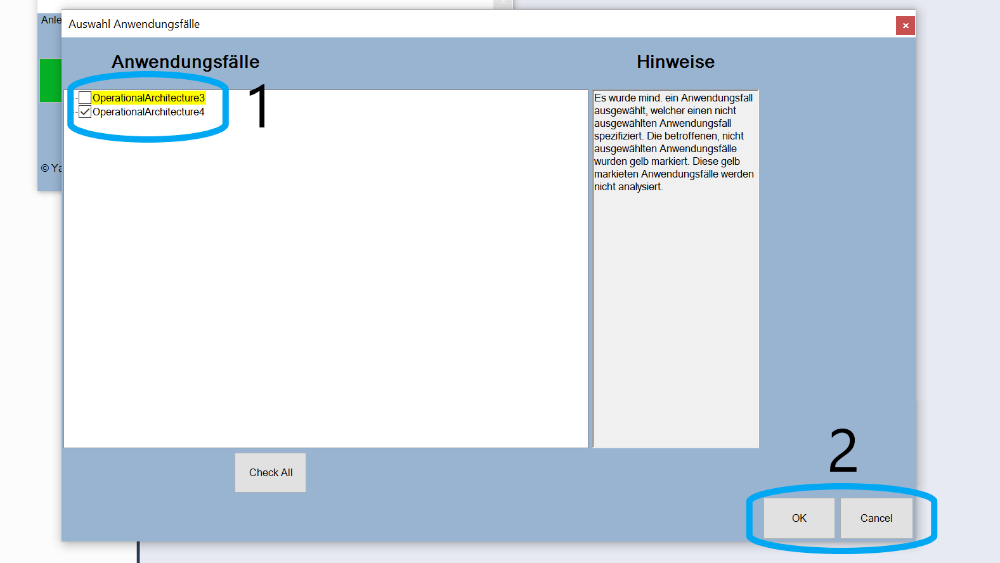 Auswahl Anwendungsfälle
x
Anle
Anwendungsfälle
Hinweise
OperationalArchitecture3
OperationalArchitecture4
1
Es wurde mind. ein Anwendungsfall
ausgewählt, welcher einen nicht
ausgewählten Anwendungsfall
spezifiziert. Die betroffenen, nicht
ausgewählten Anwendungsfälle
wurden gelb markiert. Diese gelb
markieten Anwendungsfälle werden
nicht analysiert.
© Ya
Check All
2
OK
Cancel